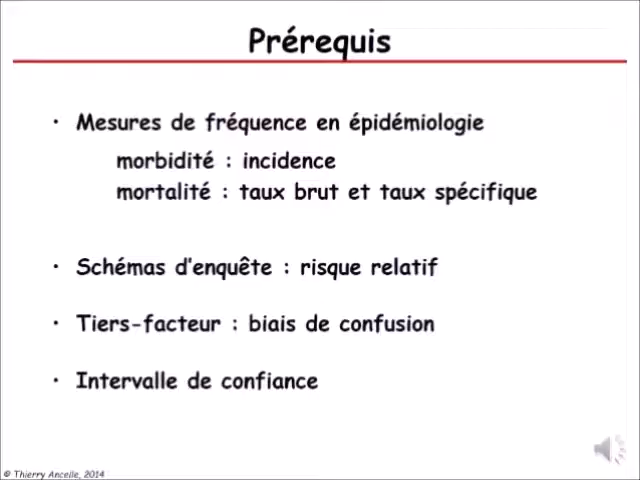 Prérequis
• Mesures de fréquence en épidémiologie
morbidité : incidence
mortalité : taux brut et taux spécifique
• Schémas d’enquête : risque relatif
• Tiers-facteur : biais de confusion
• Intervalle de confiance
© Thierry Ancelle, 2014